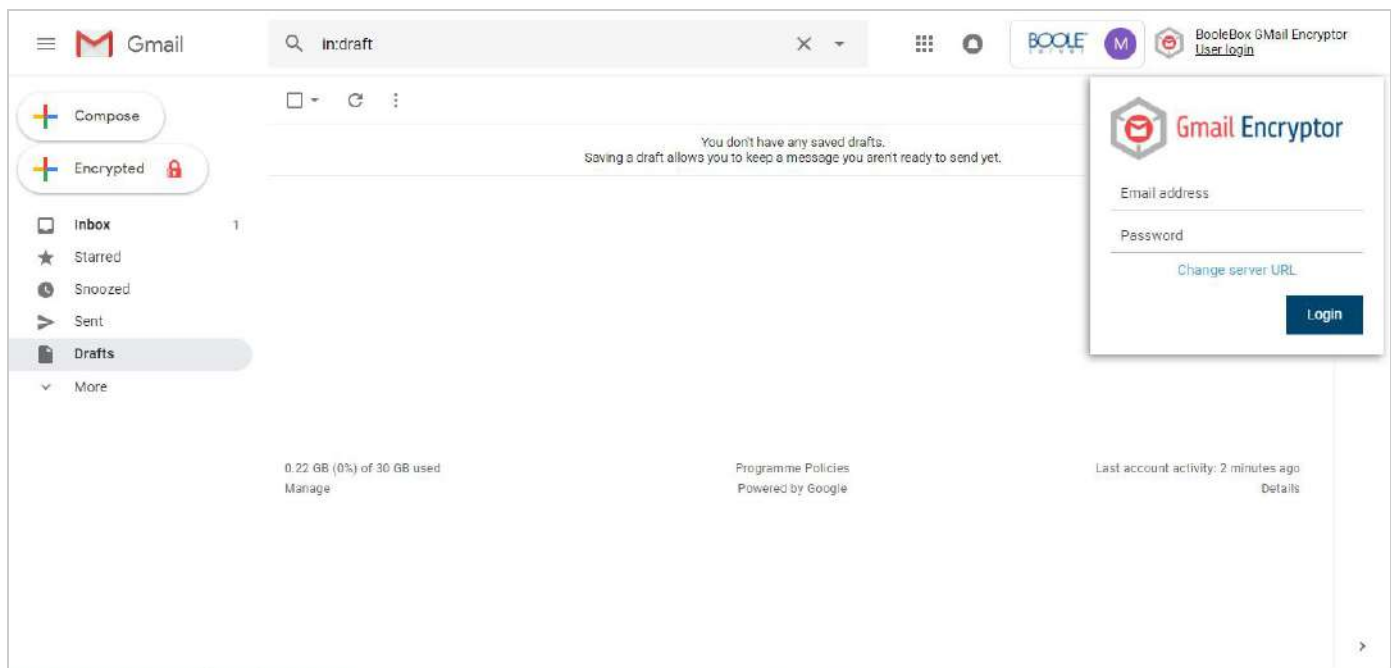 Gmail
in:draft
BOOLE
M
BooleBox GMail Encryptor
User login
Compose
Encrypted
Inbox 1
Starred
Snoozed
Sent
Drafts
More
You don't have any saved drafts.
Saving a draft allows you to keep a message you aren't ready to send yet.
Gmail Encryptor
Email address
Password
Change server URL
Login
0.22 GB (0%) of 30 GB used
Manage
Programme Policies
Powered by Google
Last account activity: 2 minutes ago
Details